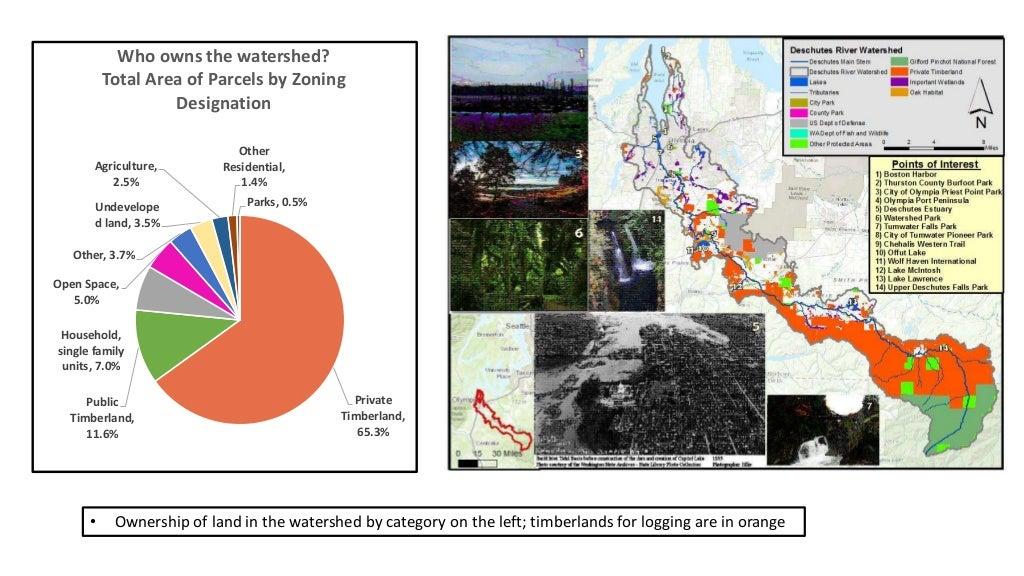 Who owns the watershed?
Total Area of Parcels by Zoning
Designation
Other
Residential,
1.4%
Agriculture,
2.5%
Parks, 0.5%
Undevelope
d land, 3.5%
Other, 3.7%
Open Space,
5.0%
Household,
single family
units, 7.0%
Public
Timberland,
11.6%
Private
Timberland,
65.3%
1
3
6
11
5
7
Deschutes River Watershed
Deschutes Main Stem
Deschutes River Watershed
Lakes
Tributaries
City Park
County Park
US Dept of Defense
WA Dept of Fish and Wildlife
Other Protected Areas
Gifford Pinchot National Forest
Private Timberland
Important Wetlands
Oak Habitat
N
Miles
Points of Interest
1) Boston Harbor
2) Thurston County Burfoot Park
3) City of Olympia Priest Point Park
4) Olympia Port Peninsula
5) Deschutes Estuary
6) Watershed Park
7) Tumwater Falls Park
8) City of Tumwater Pioneer Park
9) Chehalis Western Trail
10) Offut Lake
11) Wolf Haven International
12) Lake McIntosh
13) Lake Lawrence
14) Upper Deschutes Falls Park
Seattle
Bremerton
Olympia
Centralia
0 15 30 Miles
• Ownership of land in the watershed by category on the left; timberlands for logging are in orange